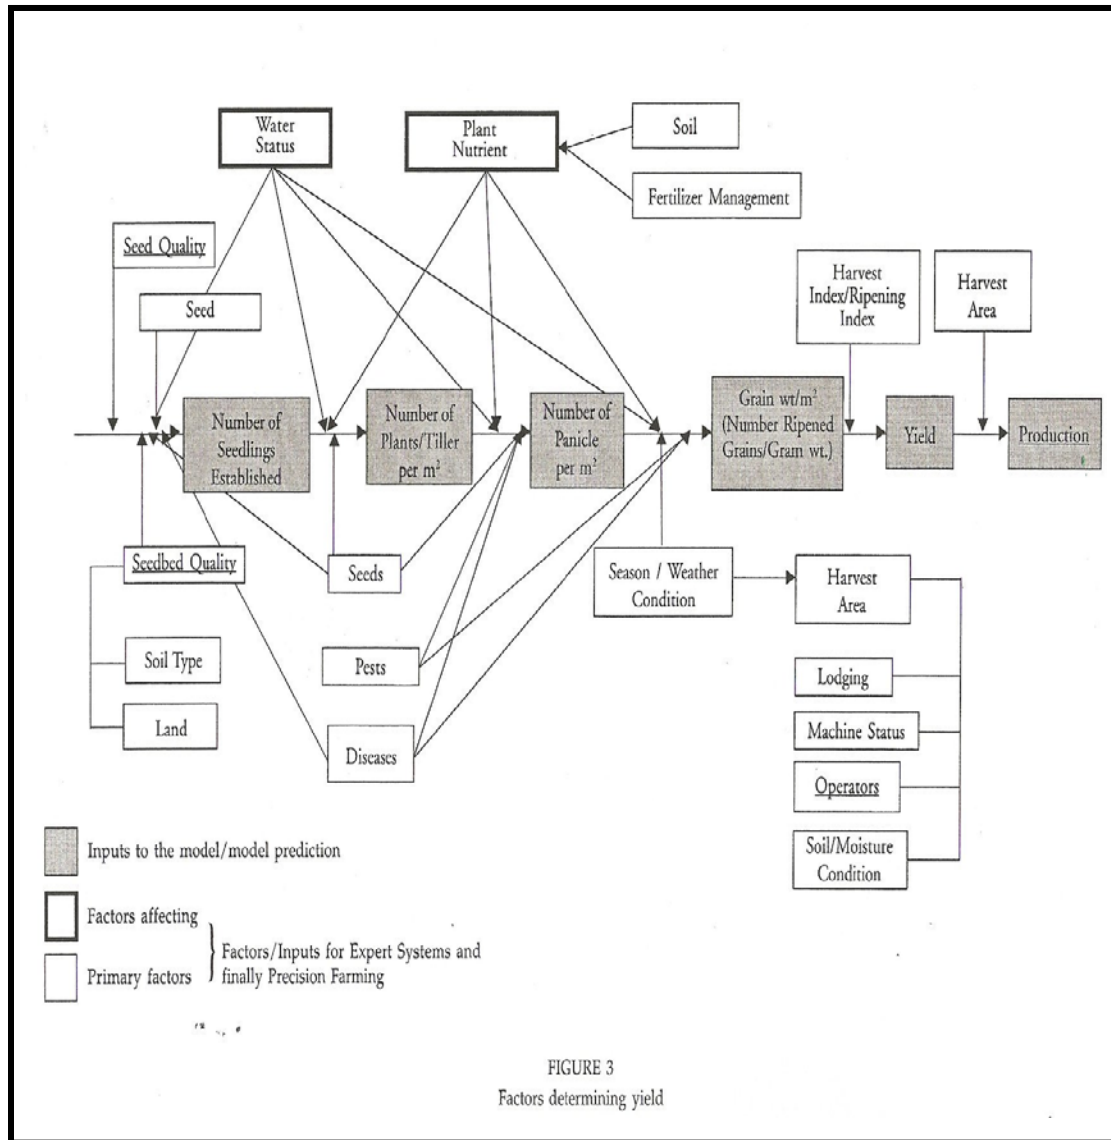 Water
Status
Plant
Nutrient
Soil
Fertilizer Management
Seed Quality
Seed
Harvest
Index/Ripening
Index
Harvest
Area
Number of
Seedlings
Established
Number of
Plants/Tiller
per m²
Number of
Panicle
per m²
Grain wt/m²
(Number Ripened
Grains/Gram wt.)
Yield
Production
Seedbed Quality
Soil Type
Land
Seeds
Pests
Diseases
Season / Weather
Condition
Harvest
Area
Lodging
Machine Status
Operators
Soil/Moisture
Condition
Inputs to the model/model prediction
Factors affecting
Primary factors
Factors/Inputs for Expert Systems and
finally Precision Farming
FIGURE 3
Factors determining yield